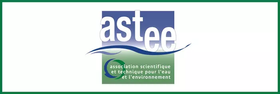 astee
association scientifique
et technique pour l'eau
et l'environnement